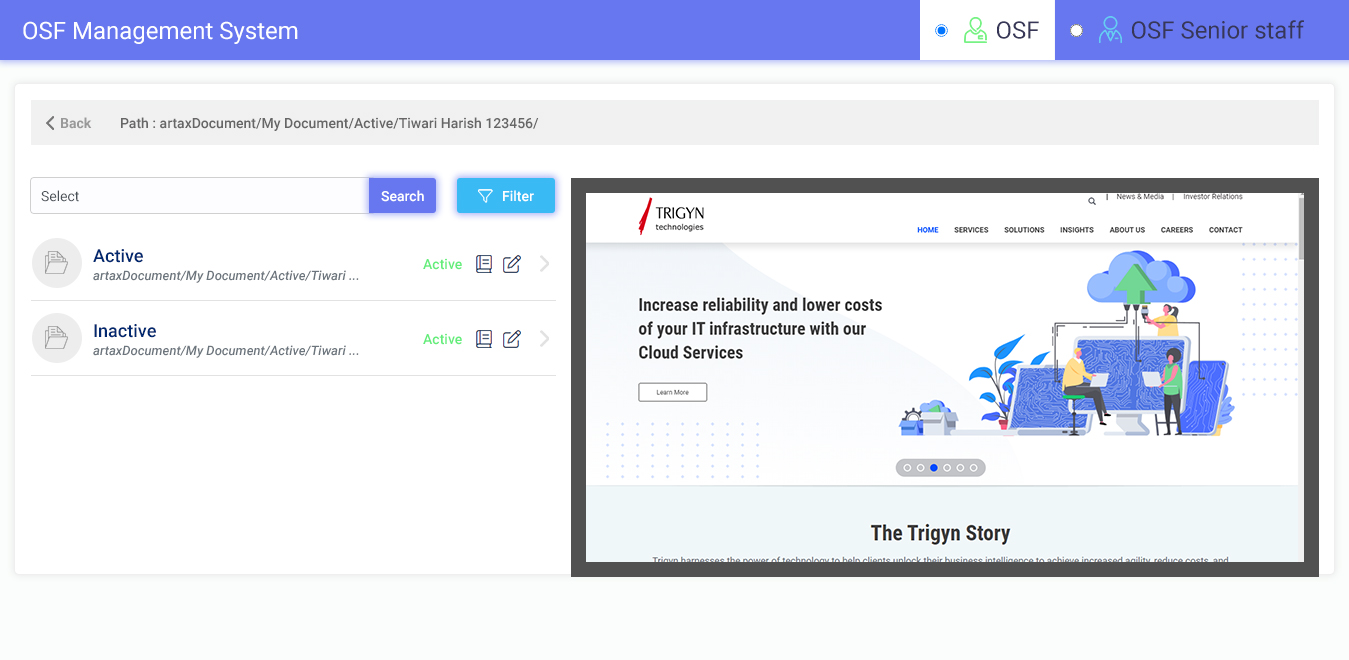 OSF Management System
OSF
OSF Senior staff
Back
Path : artaxDocument/My Document/Active/Tiwari Harish 123456/
Select
Search
Filter
Active
artaxDocument/My Document/Active/Tiwari ...
Active
Inactive
artaxDocument/My Document/Active/Tiwari ...
Active
TRIGYN
technologies
| News & Media | Investor Relations
HOME SERVICES SOLUTIONS INSIGHTS ABOUT US CAREERS CONTACT
Increase reliability and lower costs
of your IT infrastructure with our
Cloud Services
Learn More
The Trigyn Story
Trigyn harnesses the power of technology to help clients unlock their business intelligence to achieve increased agility, reduce costs, and